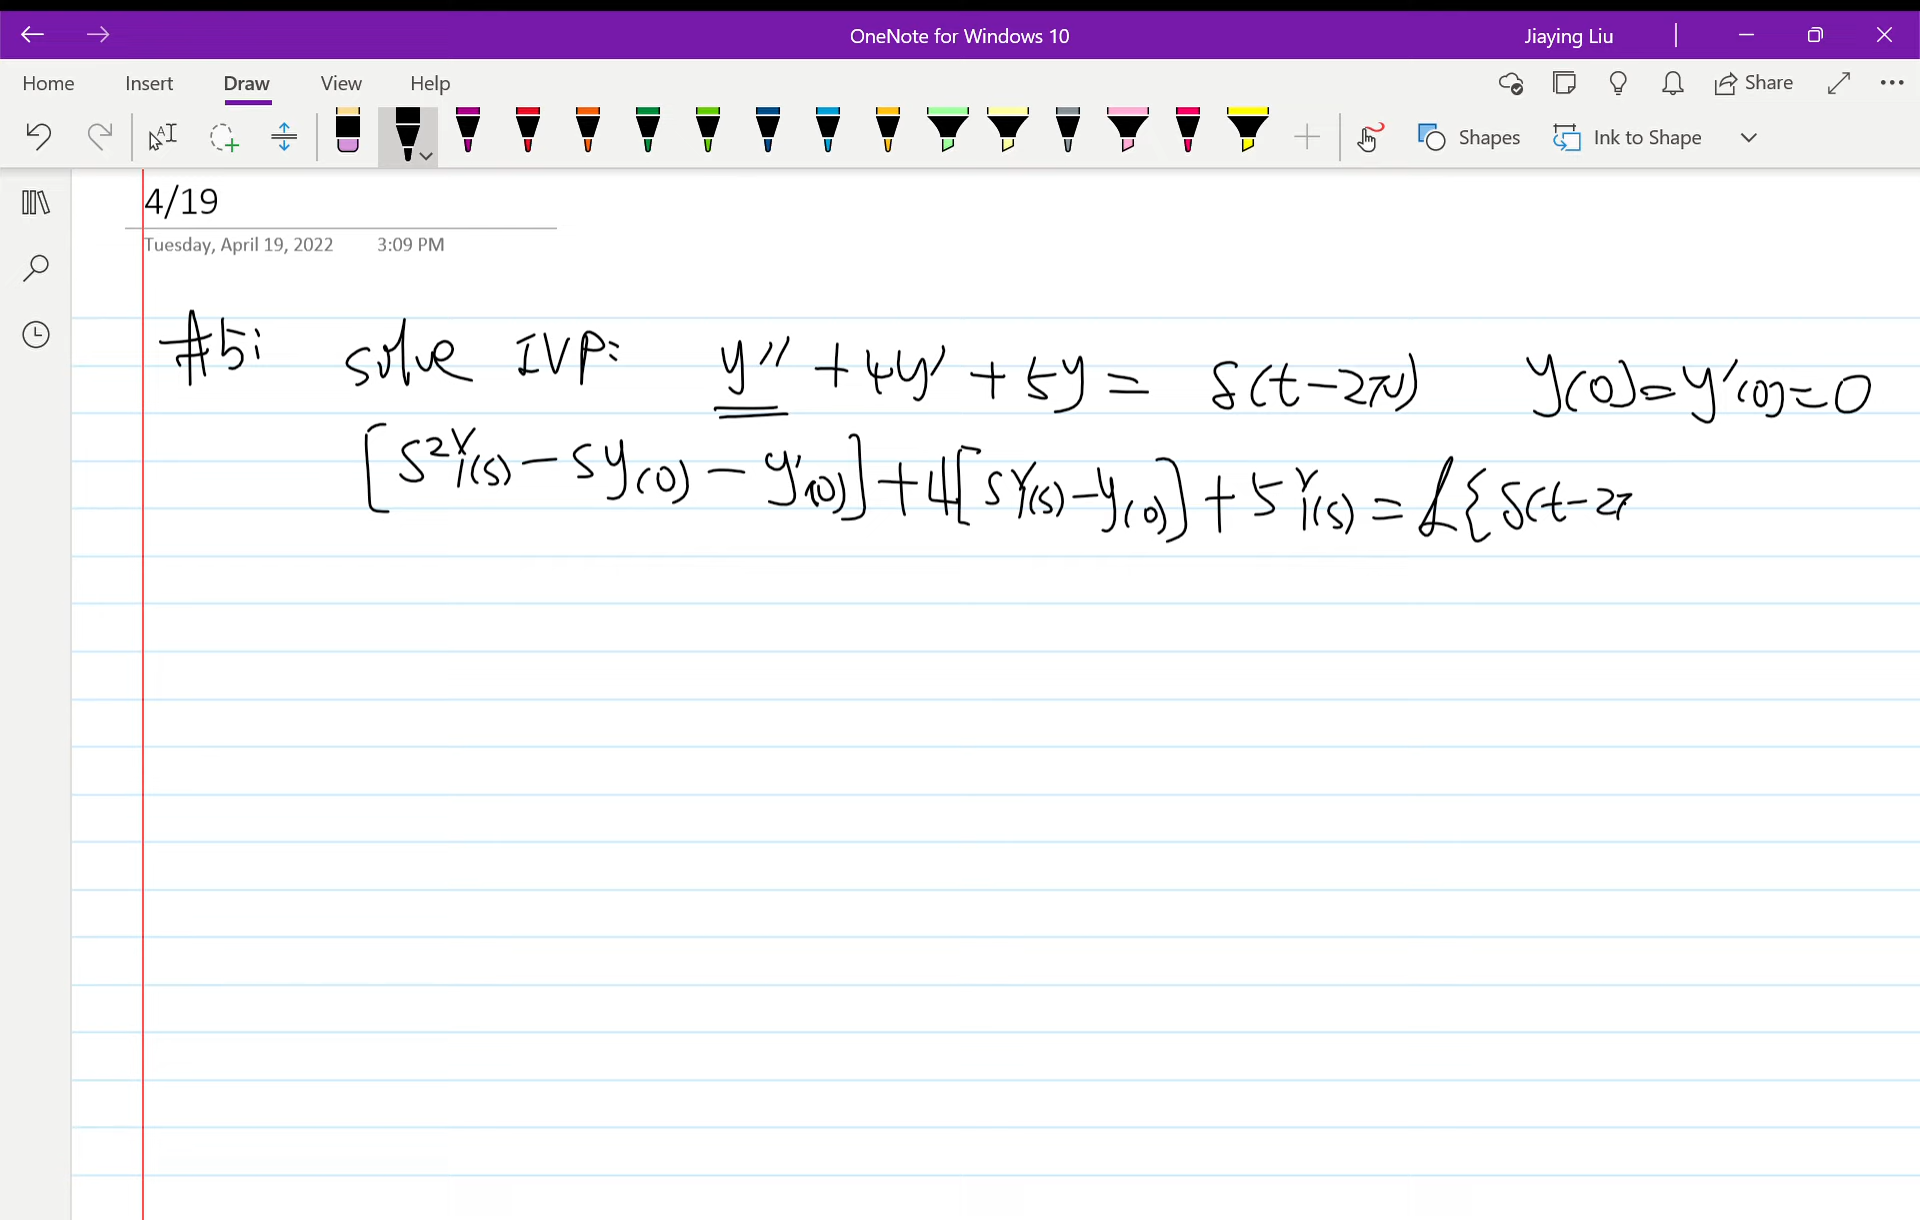 OneNote for Windows 10
Jiaying Liu
Home Insert Draw View Help
Share
Shapes
Ink to Shape
4/19
Tuesday, April 19, 2022 3:09 PM
#5: solve IVP: y'' + 4y' + 5y = δ(t-2π) y(0)=y'(0)=0
[s²Y(s) - sy(0) - y'(0)] + 4[sY(s) - y(0)] + 5Y(s) = ℒ{δ(t-2π